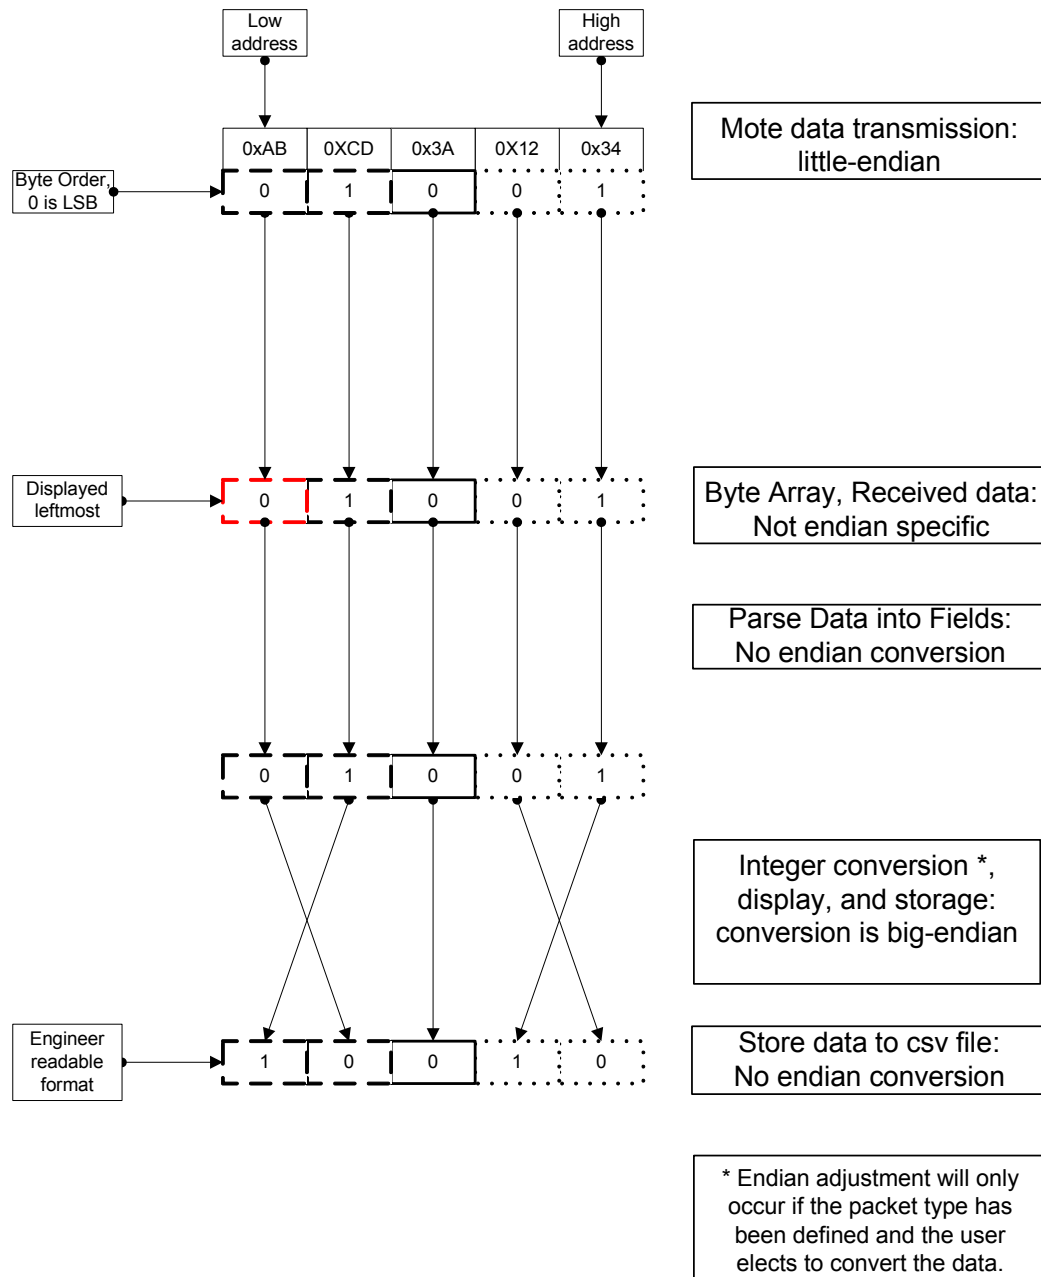 Low
address
High
address
0xAB 0XCD 0x3A 0X12 0x34
Mote data transmission:
little-endian
Byte Order,
0 is LSB
0 1 0 0 1
Displayed
leftmost
0 1 0 0 1
Byte Array, Received data:
Not endian specific
Parse Data into Fields:
No endian conversion
0 1 0 0 1
Integer conversion *,
display, and storage:
conversion is big-endian
Engineer
readable
format
1 0 0 1 0
Store data to csv file:
No endian conversion
* Endian adjustment will only
occur if the packet type has
been defined and the user
elects to convert the data.